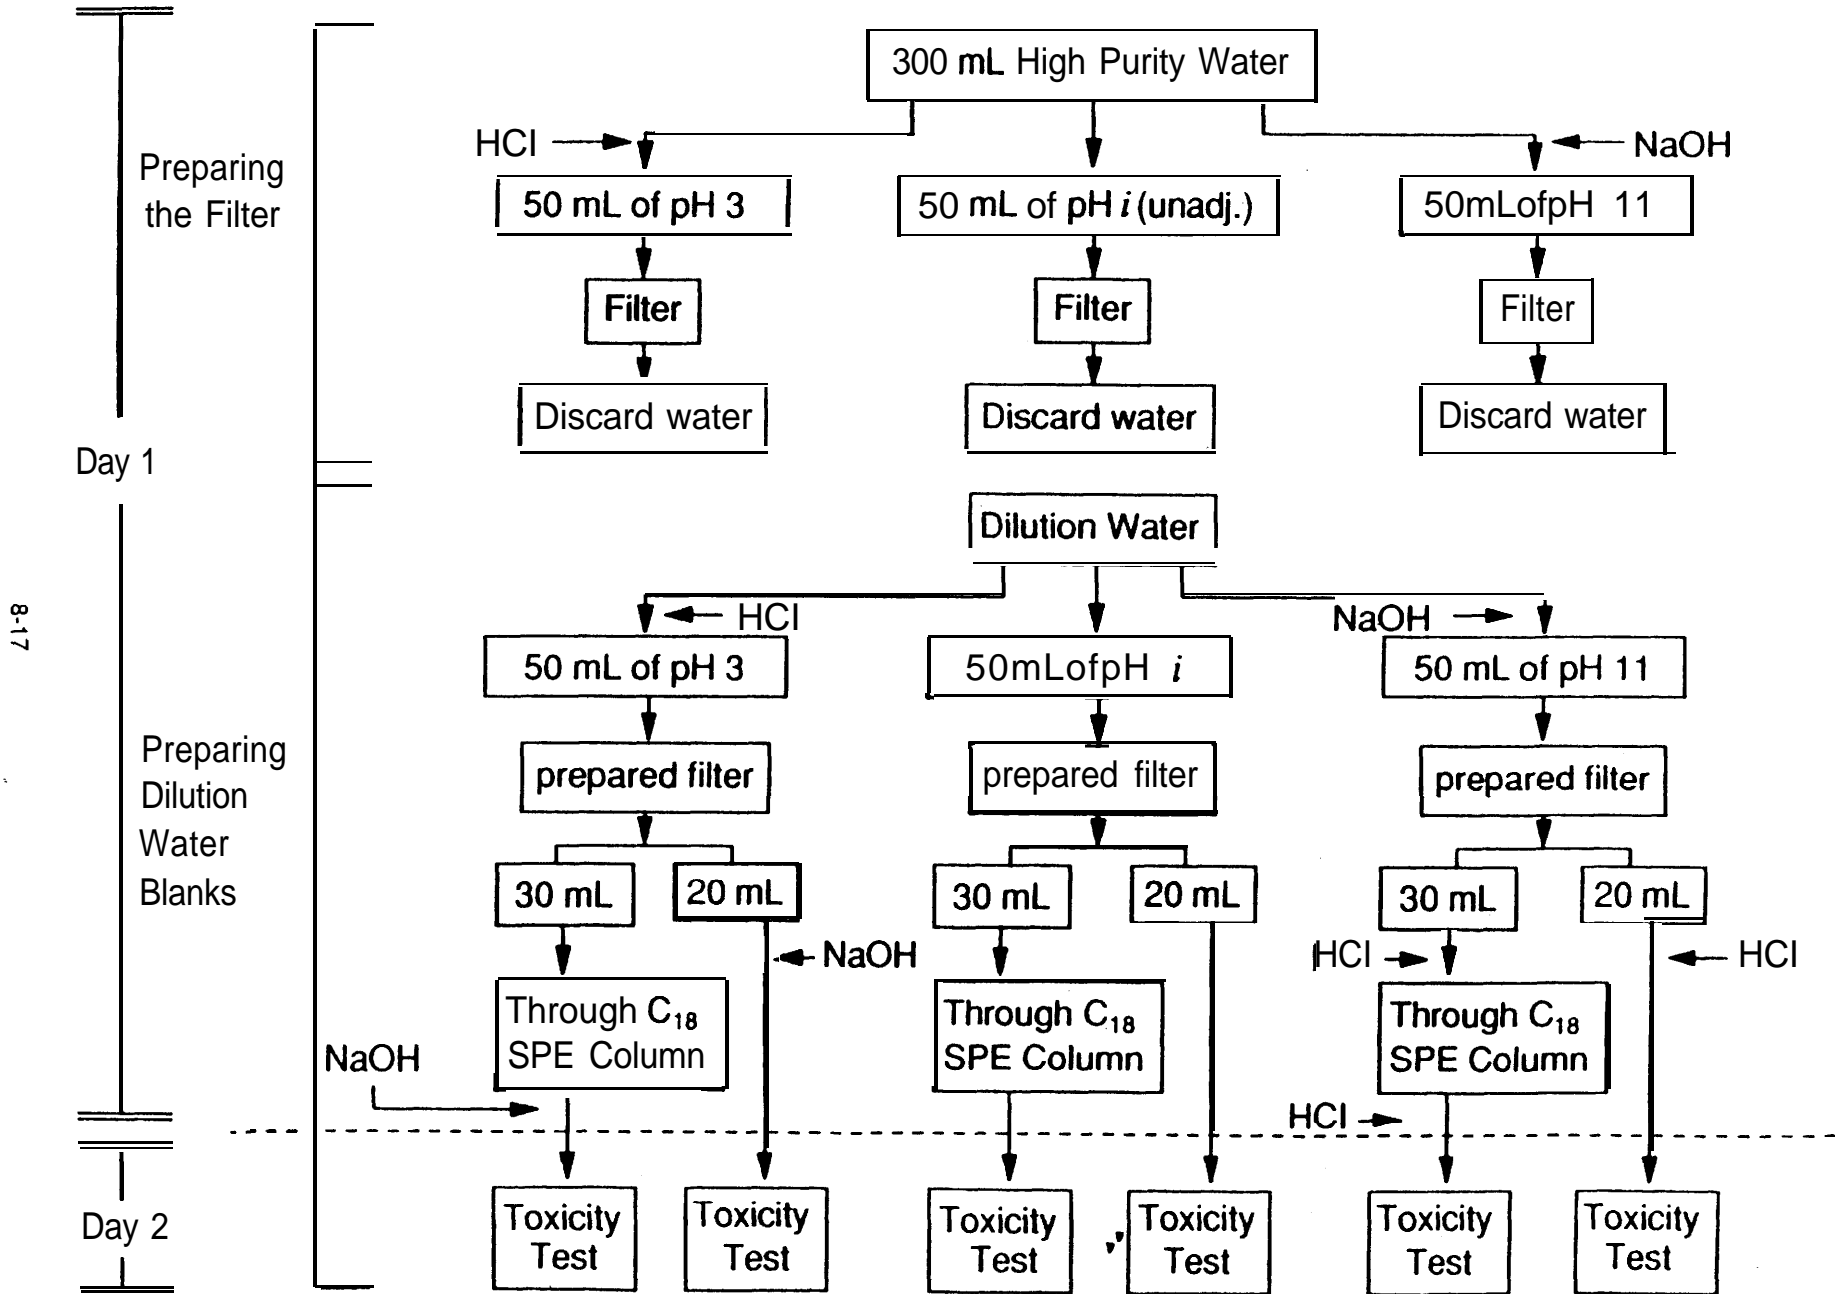 300 mL High Purity Water
HCl
NaOH
Preparing
the Filter
50 mL of pH 3
50 mL of pH i (unadj.)
50mLofpH 11
Filter
Filter
Filter
Discard water
Discard water
Discard water
Day 1
Dilution Water
HCl
NaOH
8-17
50 mL of pH 3
50mLofpH i
50 mL of pH 11
Preparing
Dilution
Water
Blanks
prepared filter
prepared filter
prepared filter
30 mL
20 mL
30 mL
20 mL
30 mL
20 mL
NaOH
HCl
HCl
Through C18
SPE Column
Through C18
SPE Column
Through C18
SPE Column
NaOH
HCl
Day 2
Toxicity
Test
Toxicity
Test
Toxicity
Test
Toxicity
Test
Toxicity
Test
Toxicity
Test